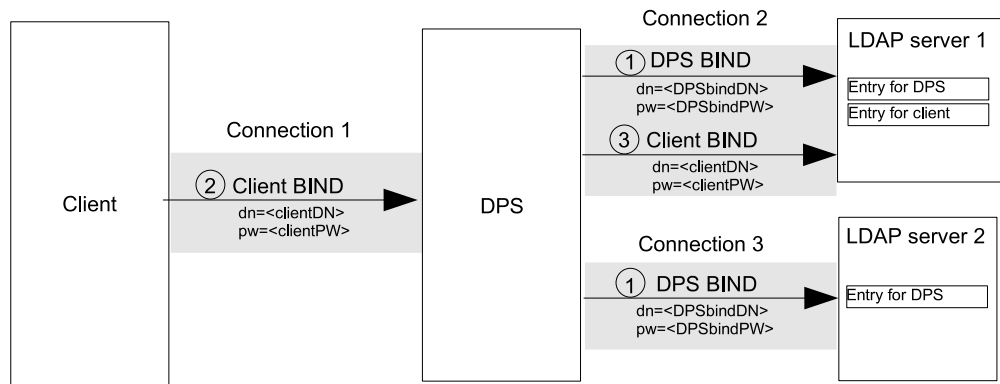 Client
Connection 1
2 Client BIND
dn=<clientDN>
pw=<clientPW>
DPS
Connection 2
1 DPS BIND
dn=<DPSbindDN>
pw=<DPSbindPW>
3 Client BIND
dn=<clientDN>
pw=<clientPW>
LDAP server 1
Entry for DPS
Entry for client
Connection 3
1 DPS BIND
dn=<DPSbindDN>
pw=<DPSbindPW>
LDAP server 2
Entry for DPS